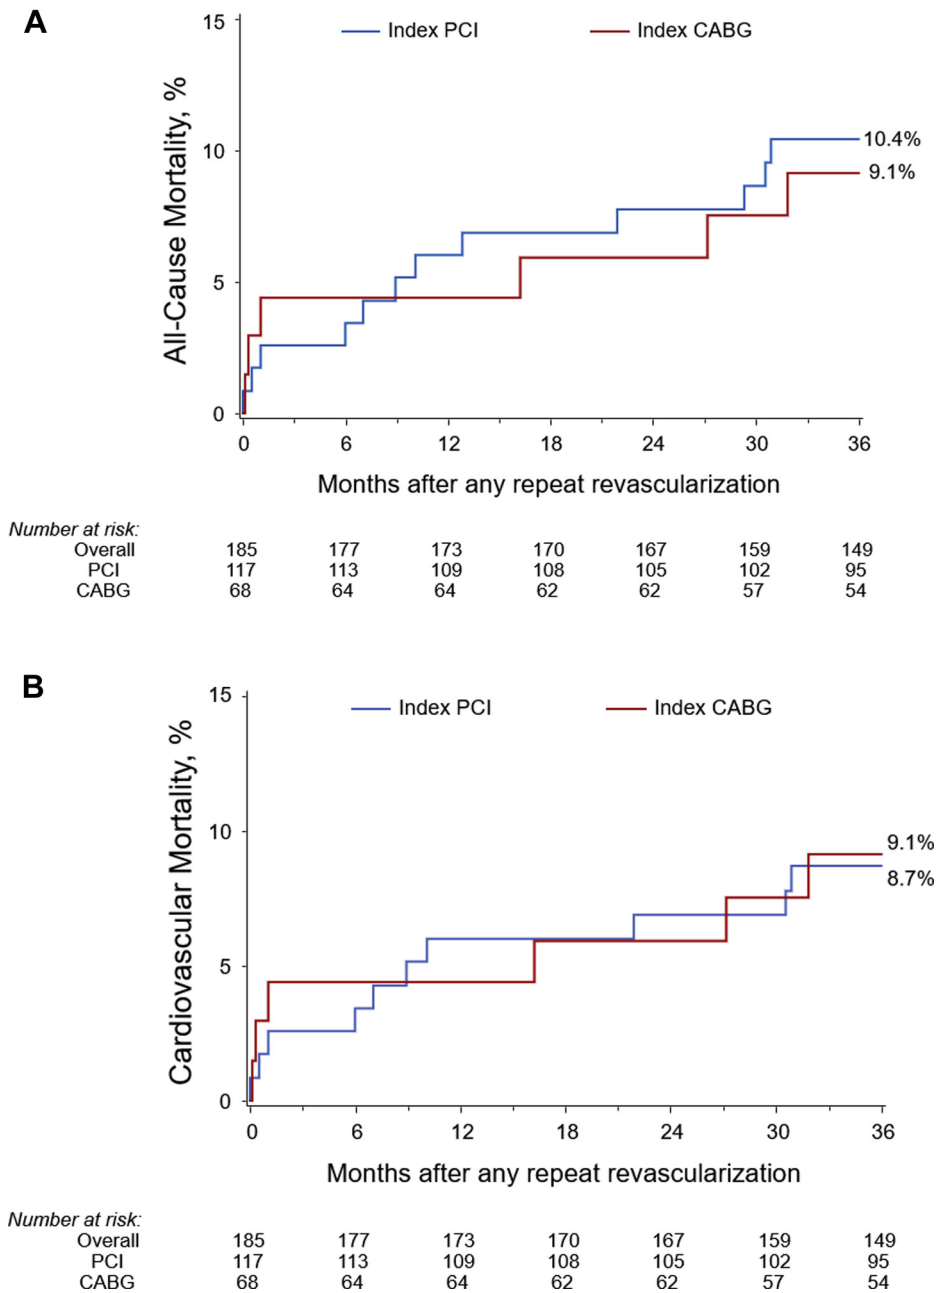 A
Index PCI Index CABG
All-Cause Mortality, %
15
10
5
0
10.4%
9.1%
0 6 12 18 24 30 36
Months after any repeat revascularization
Number at risk:
Overall 185 177 173 170 167 159 149
PCI 117 113 109 108 105 102 95
CABG 68 64 64 62 62 57 54
B
Index PCI Index CABG
Cardiovascular Mortality, %
15
10
5
0
9.1%
8.7%
0 6 12 18 24 30 36
Months after any repeat revascularization
Number at risk:
Overall 185 177 173 170 167 159 149
PCI 117 113 109 108 105 102 95
CABG 68 64 64 62 62 57 54